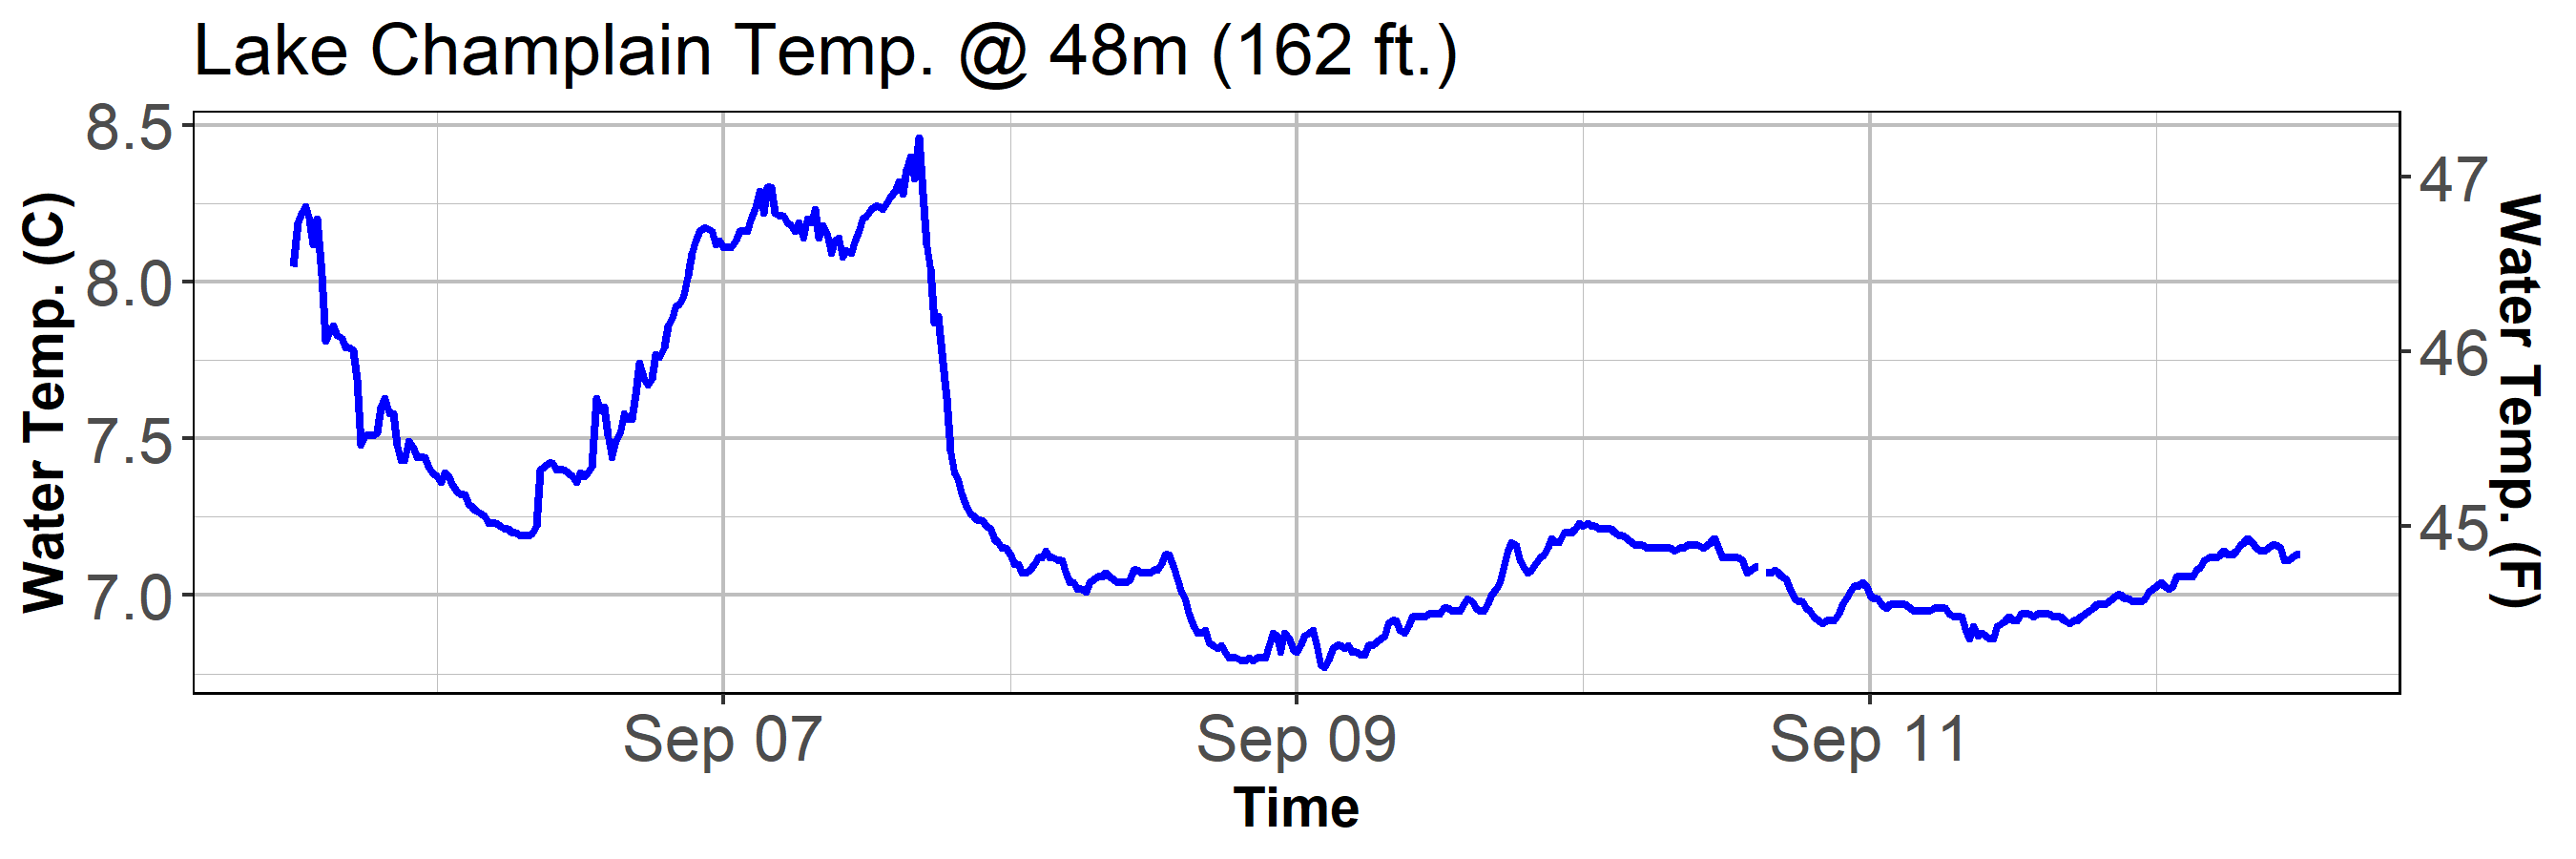 Lake Champlain Temp. @ 48m (162 ft.)
Water Temp. (C)
8.5
8.0
7.5
7.0
47
46
45
Water Temp. (F)
Sep 07
Sep 09
Sep 11
Time